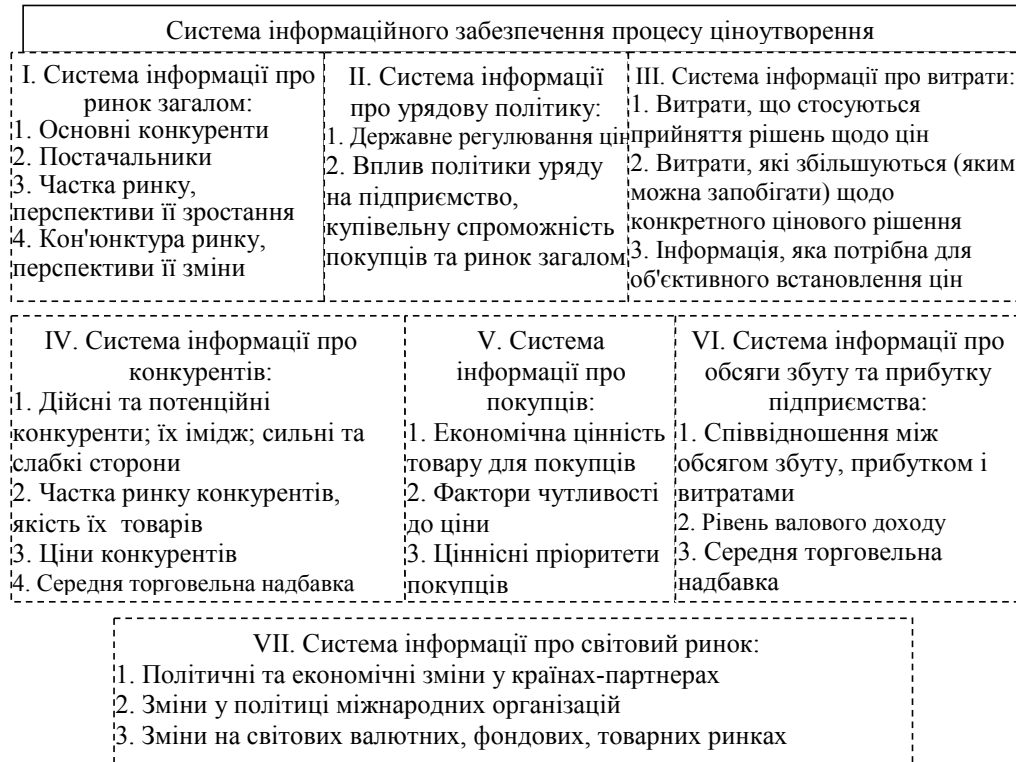 Система інформаційного забезпечення процесу ціноутворення
І. Система інформації про
ринок загалом:
1. Основні конкуренти
2. Постачальники
3. Частка ринку,
перспективи її зростання
4. Кон'юнктура ринку,
перспективи її зміни
ІІ. Система інформації
про урядову політику:
1. Державне регулювання цін
2. Вплив політики уряду
на підприємство,
купівельну спроможність
покупців та ринок загалом
ІІІ. Система інформації про витрати:
1. Витрати, що стосуються
прийняття рішень щодо цін
2. Витрати, які збільшуються (яким
можна запобігати) щодо
конкретного цінового рішення
3. Інформація, яка потрібна для
об'єктивного встановлення цін
IV. Система інформації про
конкурентів:
1. Дійсні та потенційні
конкуренти; їх імідж; сильні та
слабкі сторони
2. Частка ринку конкурентів,
якість їх товарів
3. Ціни конкурентів
4. Середня торговельна надбавка
V. Система
інформації про
покупців:
1. Економічна цінність
товару для покупців
2. Фактори чутливості
до ціни
3. Ціннісні пріоритети
покупців
VI. Система інформації про
обсяги збуту та прибутку
підприємства:
1. Співвідношення між
обсягом збуту, прибутком і
витратами
2. Рівень валового доходу
3. Середня торговельна
надбавка
VII. Система інформації про світовий ринок:
1. Політичні та економічні зміни у країнах-партнерах
2. Зміни у політиці міжнародних організацій
3. Зміни на світових валютних, фондових, товарних ринках